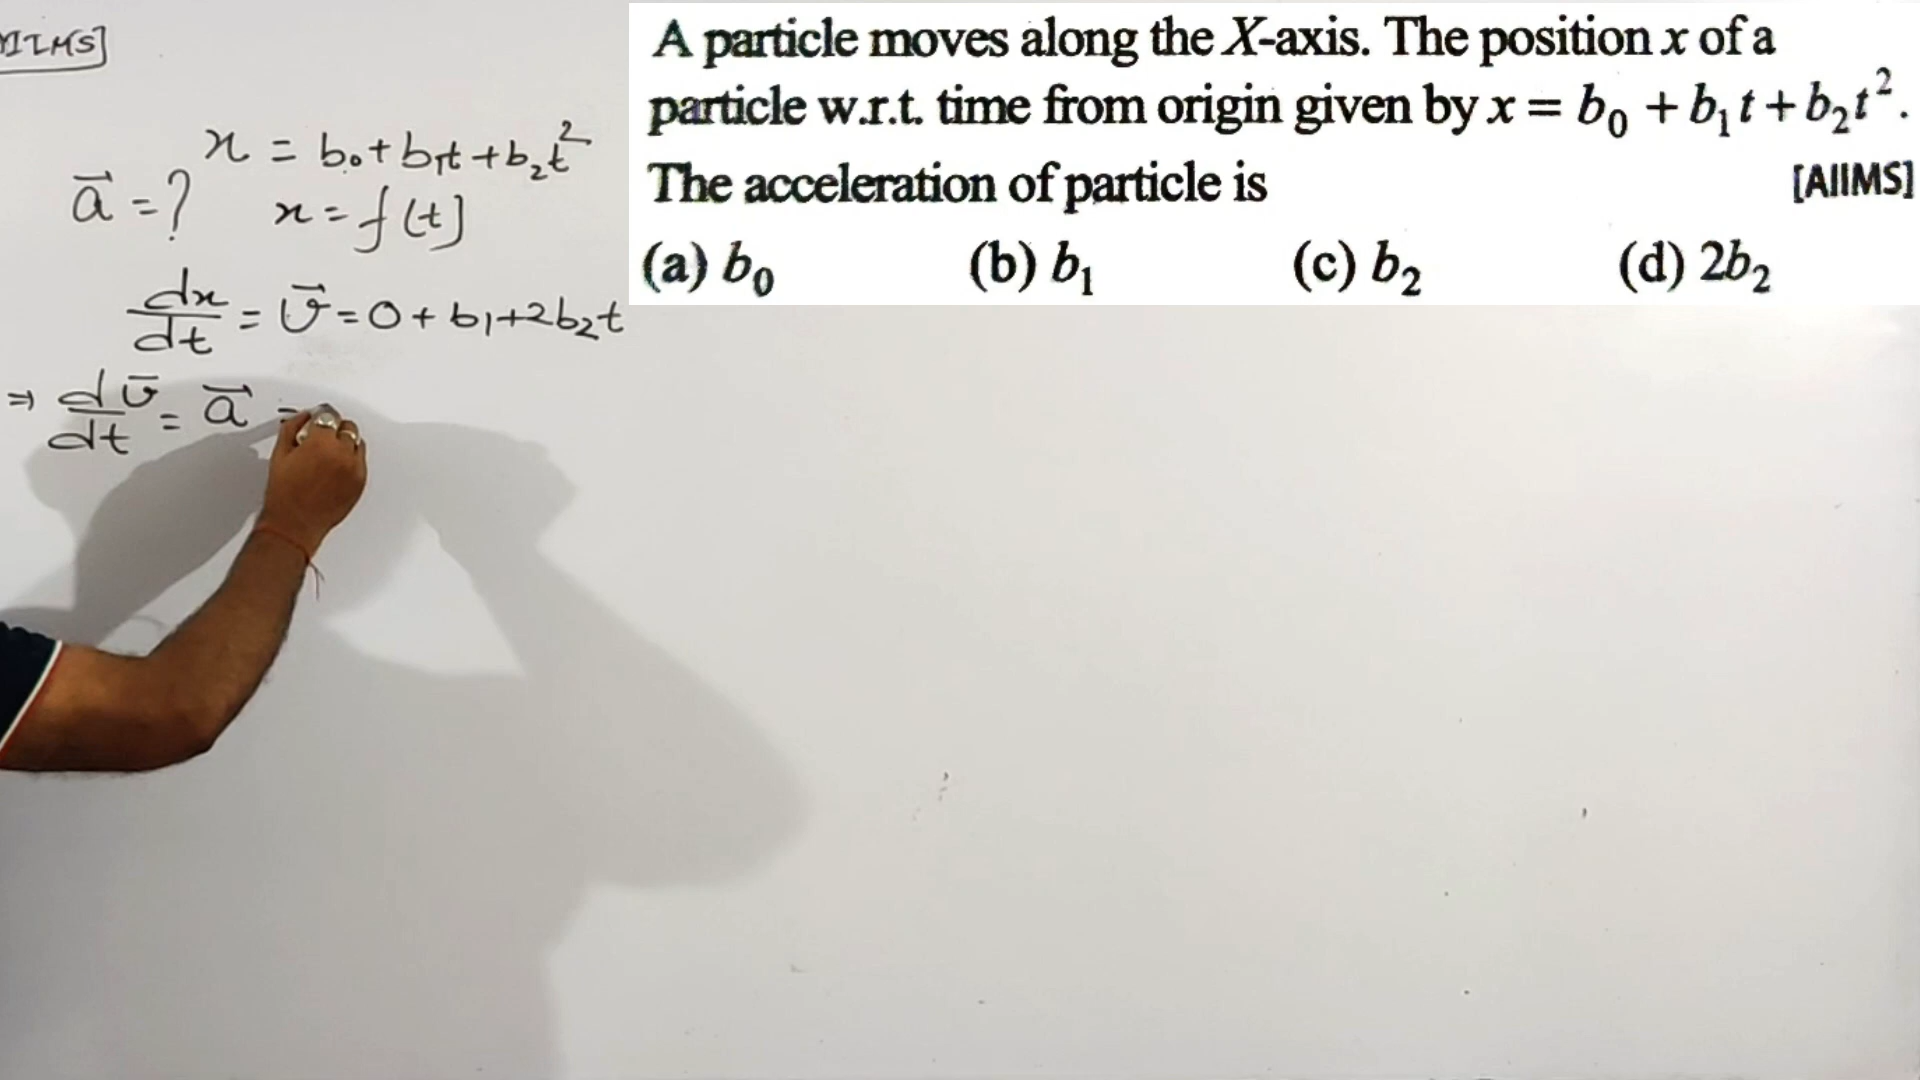 A particle moves along the X-axis. The position x of a
particle w.r.t. time from origin given by x = b₀ + b₁t + b₂t².
The acceleration of particle is [AIIMS]
(a) b₀ (b) b₁ (c) b₂ (d) 2b₂
x = b₀ + b₁t + b₂t²
a⃗ = ? x = f(t)
dx/dt = v⃗ = 0 + b₁ + 2b₂t
⇒ dv⃗/dt = a⃗ =